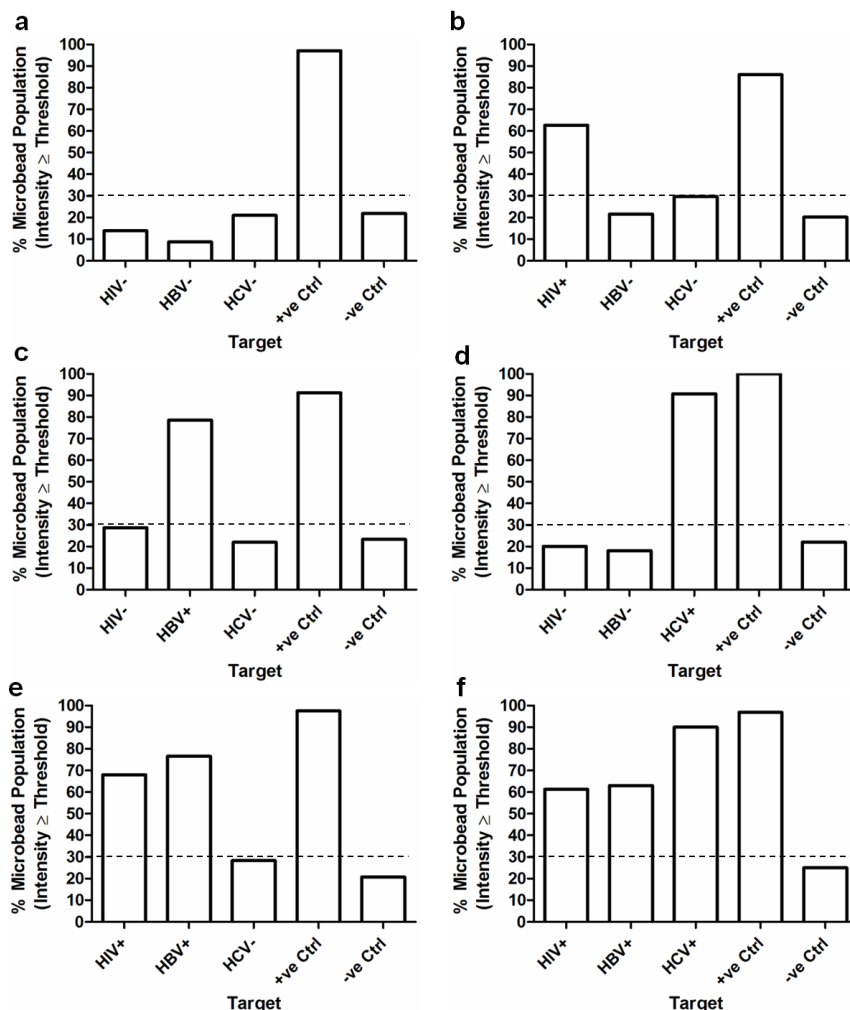 a
% Microbead Population
(Intensity ≥ Threshold)
100
90
80
70
60
50
40
30
20
10
0
HIV-
HBV-
HCV-
+ve Ctrl
-ve Ctrl
Target
b
% Microbead Population
(Intensity ≥ Threshold)
100
90
80
70
60
50
40
30
20
10
0
HIV+
HBV-
HCV-
+ve Ctrl
-ve Ctrl
Target
c
% Microbead Population
(Intensity ≥ Threshold)
100
90
80
70
60
50
40
30
20
10
0
HIV-
HBV+
HCV-
+ve Ctrl
-ve Ctrl
Target
d
% Microbead Population
(Intensity ≥ Threshold)
100
90
80
70
60
50
40
30
20
10
0
HIV-
HBV-
HCV+
+ve Ctrl
-ve Ctrl
Target
e
% Microbead Population
(Intensity ≥ Threshold)
100
90
80
70
60
50
40
30
20
10
0
HIV+
HBV+
HCV-
+ve Ctrl
-ve Ctrl
Target
f
% Microbead Population
(Intensity ≥ Threshold)
100
90
80
70
60
50
40
30
20
10
0
HIV+
HBV+
HCV+
+ve Ctrl
-ve Ctrl
Target